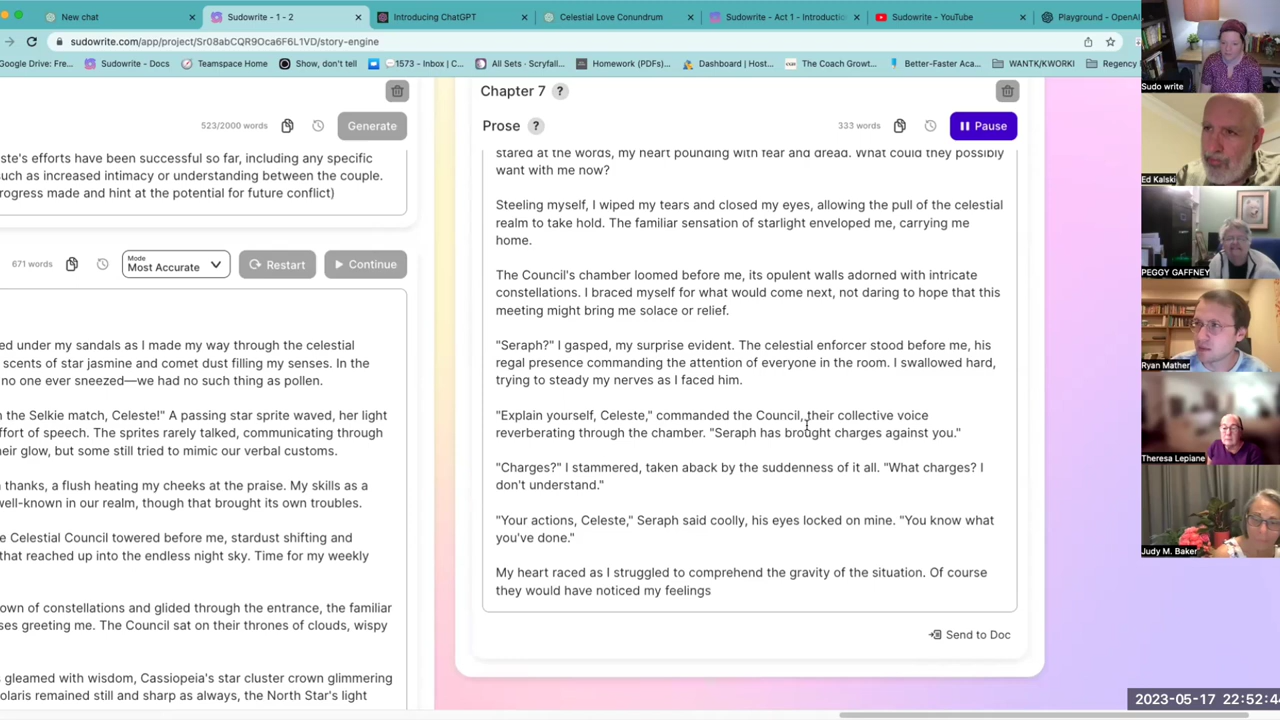 New chat
Sudowrite - 1 - 2
Introducing ChatGPT
Celestial Love Conundrum
Sudowrite - Act 1 - Introductio
Sudowrite - YouTube
Playground - OpenAI
sudowrite.com/app/project/Sr08abCQR9Oca6F6L1VD/story-engine
Google Drive: Fre...
Sudowrite - Docs
Teamspace Home
Show, don't tell
1573 - Inbox | C...
All Sets · Scryfall...
Homework (PDFs)...
Dashboard | Host...
The Coach Growt...
Better-Faster Aca...
WANTK/KWORKI
Regency
Sudo write
Ed Kalski
PEGGY GAFFNEY
Ryan Mather
Theresa Lepiane
Judy M. Baker
523/2000 words
Generate
ste's efforts have been successful so far, including any specific
such as increased intimacy or understanding between the couple.
rogress made and hint at the potential for future conflict)
671 words
Mode
Most Accurate
Restart
Continue
ed under my sandals as I made my way through the celestial
scents of star jasmine and comet dust filling my senses. In the
no one ever sneezed—we had no such thing as pollen.
n the Selkie match, Celeste!" A passing star sprite waved, her light
ffort of speech. The sprites rarely talked, communicating through
heir glow, but some still tried to mimic our verbal customs.
n thanks, a flush heating my cheeks at the praise. My skills as a
well-known in our realm, though that brought its own troubles.
e Celestial Council towered before me, stardust shifting and
that reached up into the endless night sky. Time for my weekly
own of constellations and glided through the entrance, the familiar
ses greeting me. The Council sat on their thrones of clouds, wispy
s gleamed with wisdom, Cassiopeia's star cluster crown glimmering
olaris remained still and sharp as always, the North Star's light
Chapter 7
Prose
333 words
Pause
stared at the words, my heart pounding with fear and dread. What could they possibly
want with me now?
Steeling myself, I wiped my tears and closed my eyes, allowing the pull of the celestial
realm to take hold. The familiar sensation of starlight enveloped me, carrying me
home.
The Council's chamber loomed before me, its opulent walls adorned with intricate
constellations. I braced myself for what would come next, not daring to hope that this
meeting might bring me solace or relief.
"Seraph?" I gasped, my surprise evident. The celestial enforcer stood before me, his
regal presence commanding the attention of everyone in the room. I swallowed hard,
trying to steady my nerves as I faced him.
"Explain yourself, Celeste," commanded the Council, their collective voice
reverberating through the chamber. "Seraph has brought charges against you."
"Charges?" I stammered, taken aback by the suddenness of it all. "What charges? I
don't understand."
"Your actions, Celeste," Seraph said coolly, his eyes locked on mine. "You know what
you've done."
My heart raced as I struggled to comprehend the gravity of the situation. Of course
they would have noticed my feelings
Send to Doc
2023-05-17 22:52:4